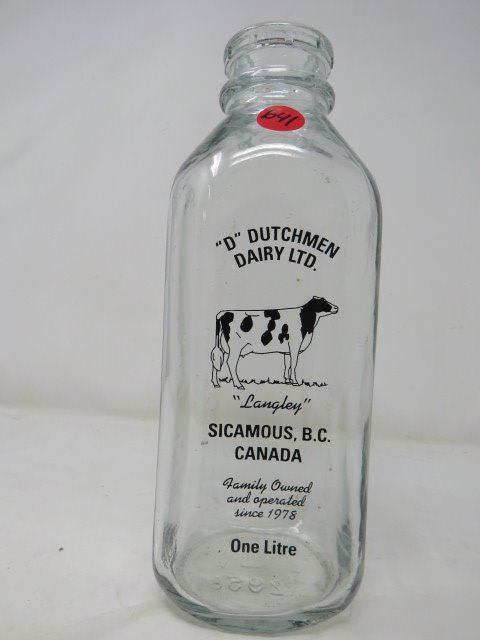 641
"D" DUTCHMEN
DAIRY LTD.
"Langley"
SICAMOUS, B.C.
CANADA
Family Owned
and operated
since 1978
One Litre